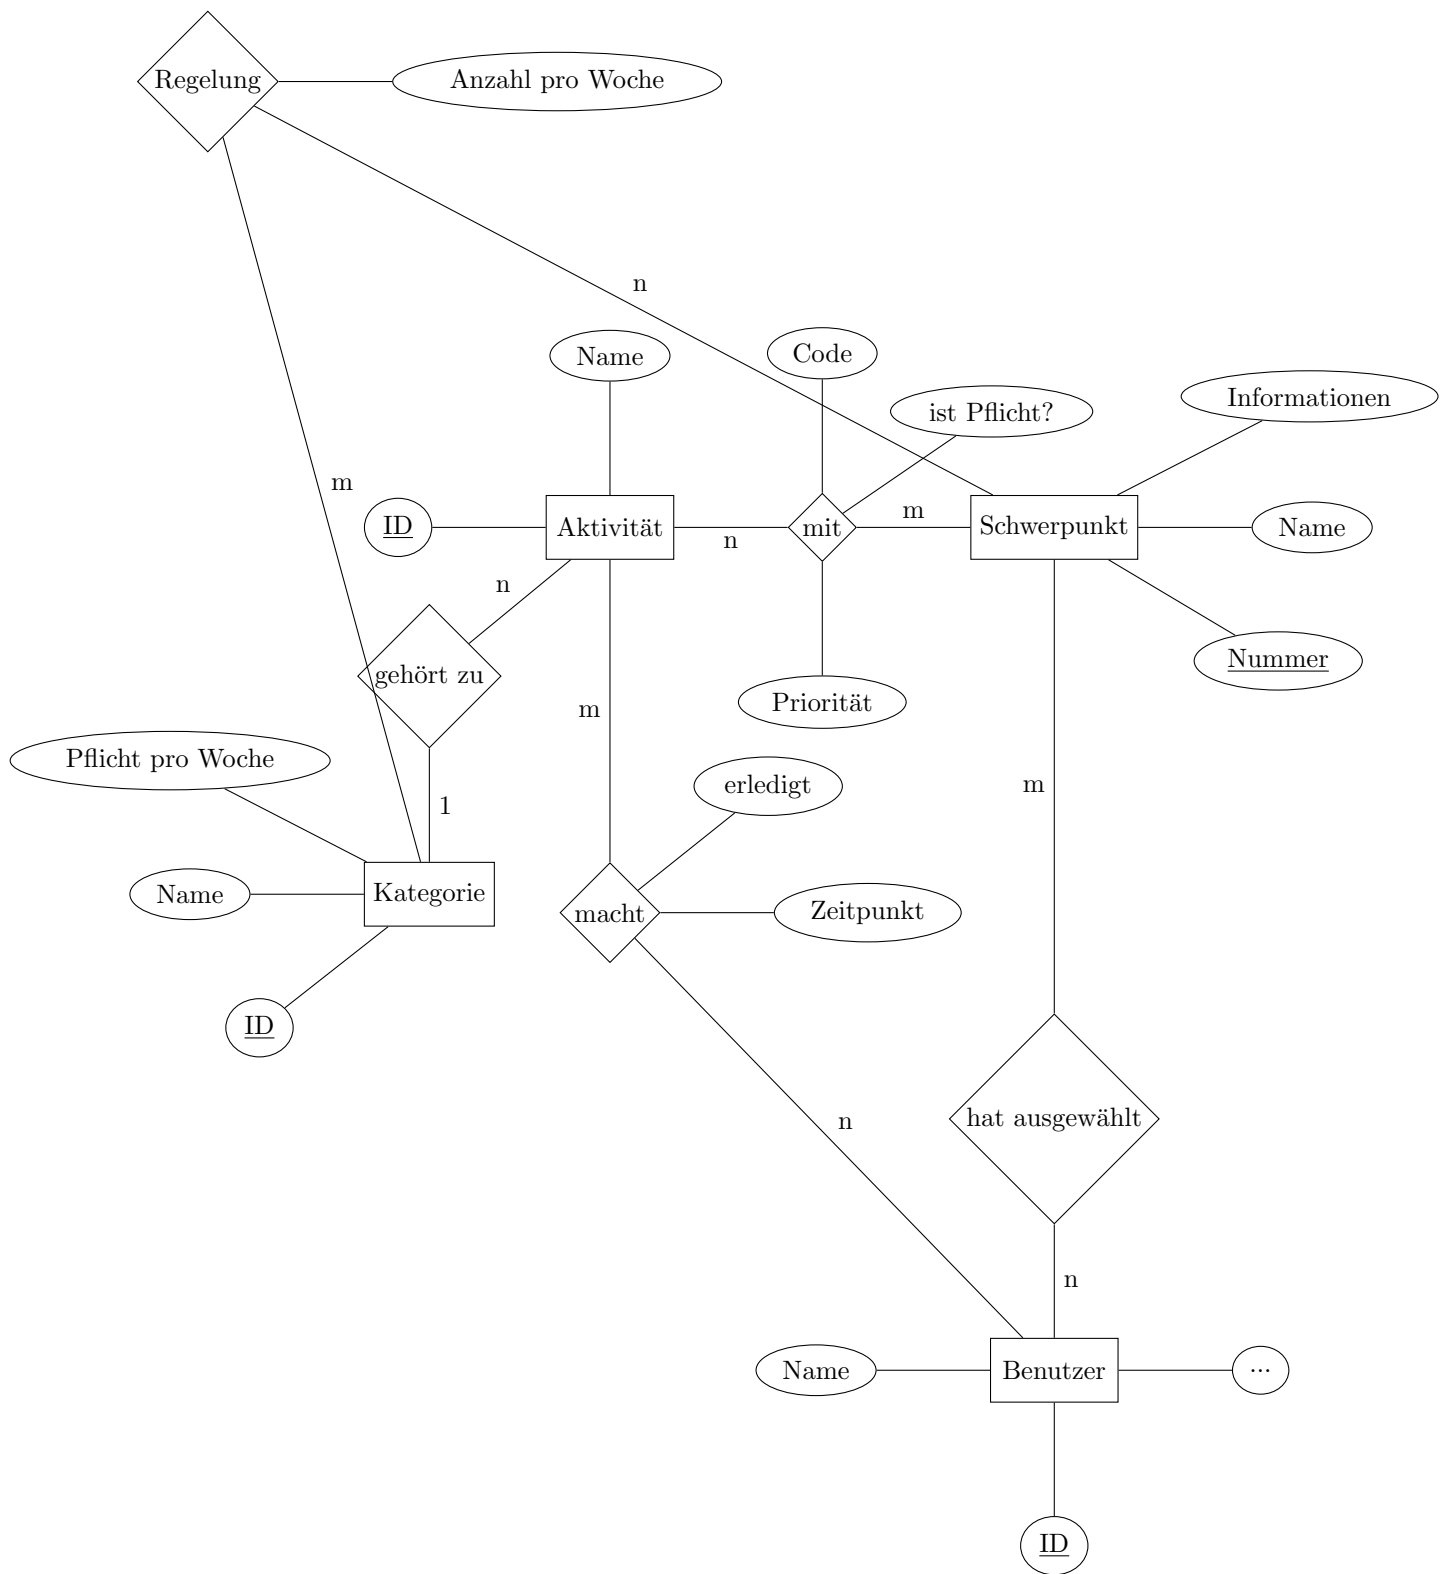 Regelung
Anzahl pro Woche
n
Code
Name
ist Pflicht?
Informationen
m
ID
Aktivität
n
mit
m
Schwerpunkt
Name
n
gehört zu
Nummer
Priorität
m
Pflicht pro Woche
erledigt
m
1
Name
Kategorie
macht
Zeitpunkt
ID
n
hat ausgewählt
n
Name
Benutzer
...
ID